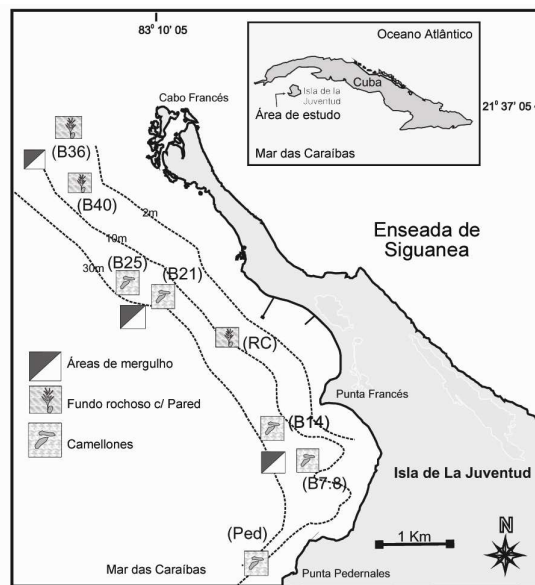 83º 10' 05
Oceano Atlântico
Cuba
Isla de la
Juventud
Área de estudo
Mar das Caraíbas
21º 37' 05
Cabo Francés
(B36)
(B40)
2m
10m
30m
(B25)
(B21)
Enseada de
Siguanea
(RC)
Áreas de mergulho
Fundo rochoso c/ Pared
Camellones
Punta Francés
(B14)
(B7.8)
Isla de La Juventud
(Ped)
1 Km
N
Mar das Caraíbas
Punta Pedernales